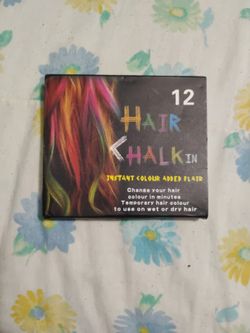 12
HAIR
CHALKIN
INSTANT COLOUR ADDED FLAIR
Change your hair
colour in minutes
Temporary hair colour
to use on wet or dry hair